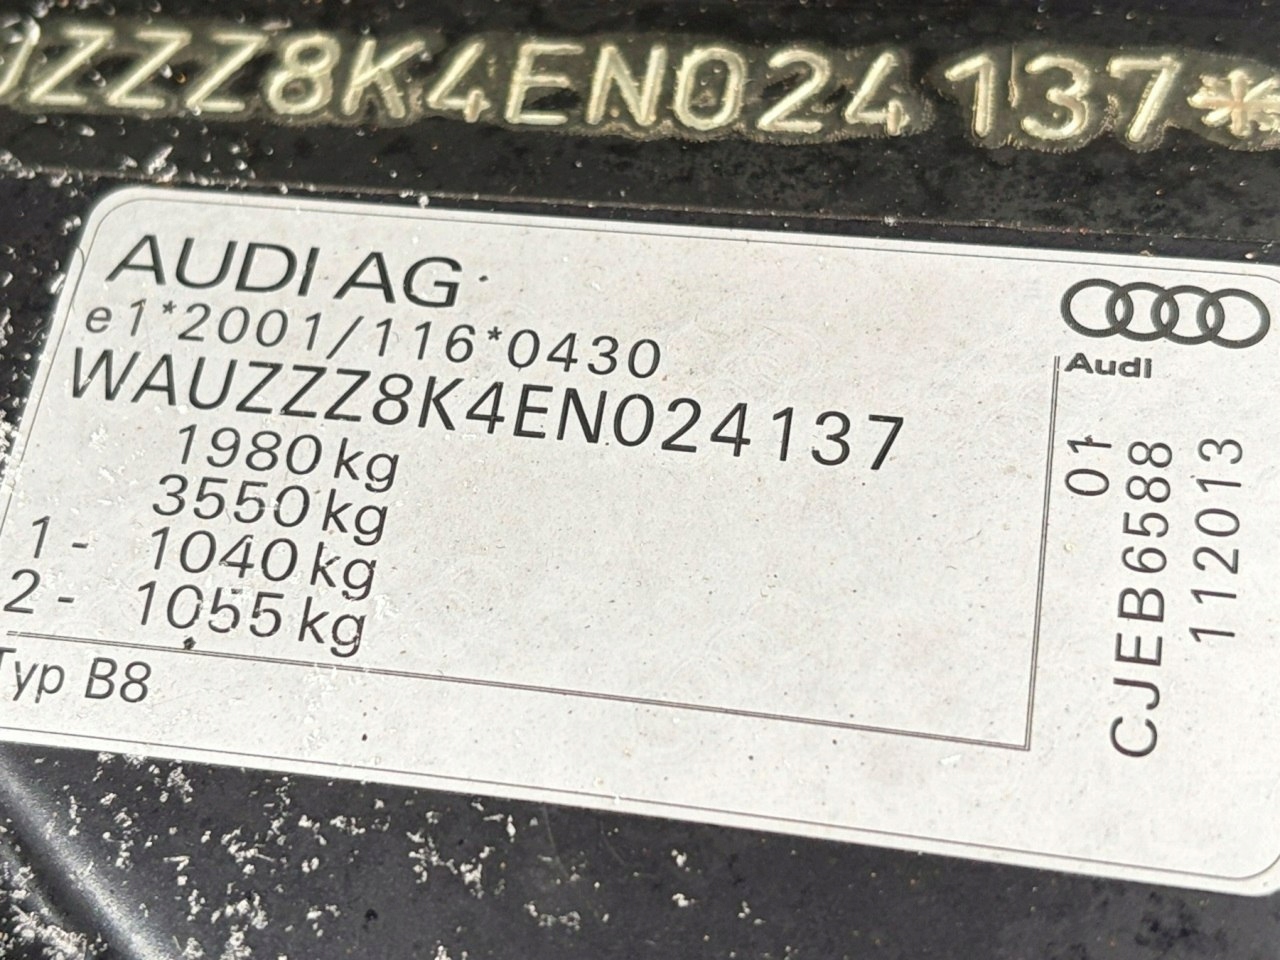 UZZZ8K4EN024137*
AUDI AG
e1*2001/116*0430
WAUZZZ8K4EN024137
1980 kg
3550 kg
1- 1040 kg
2- 1055 kg
Typ B8
Audi
01
CJEB6588
112013